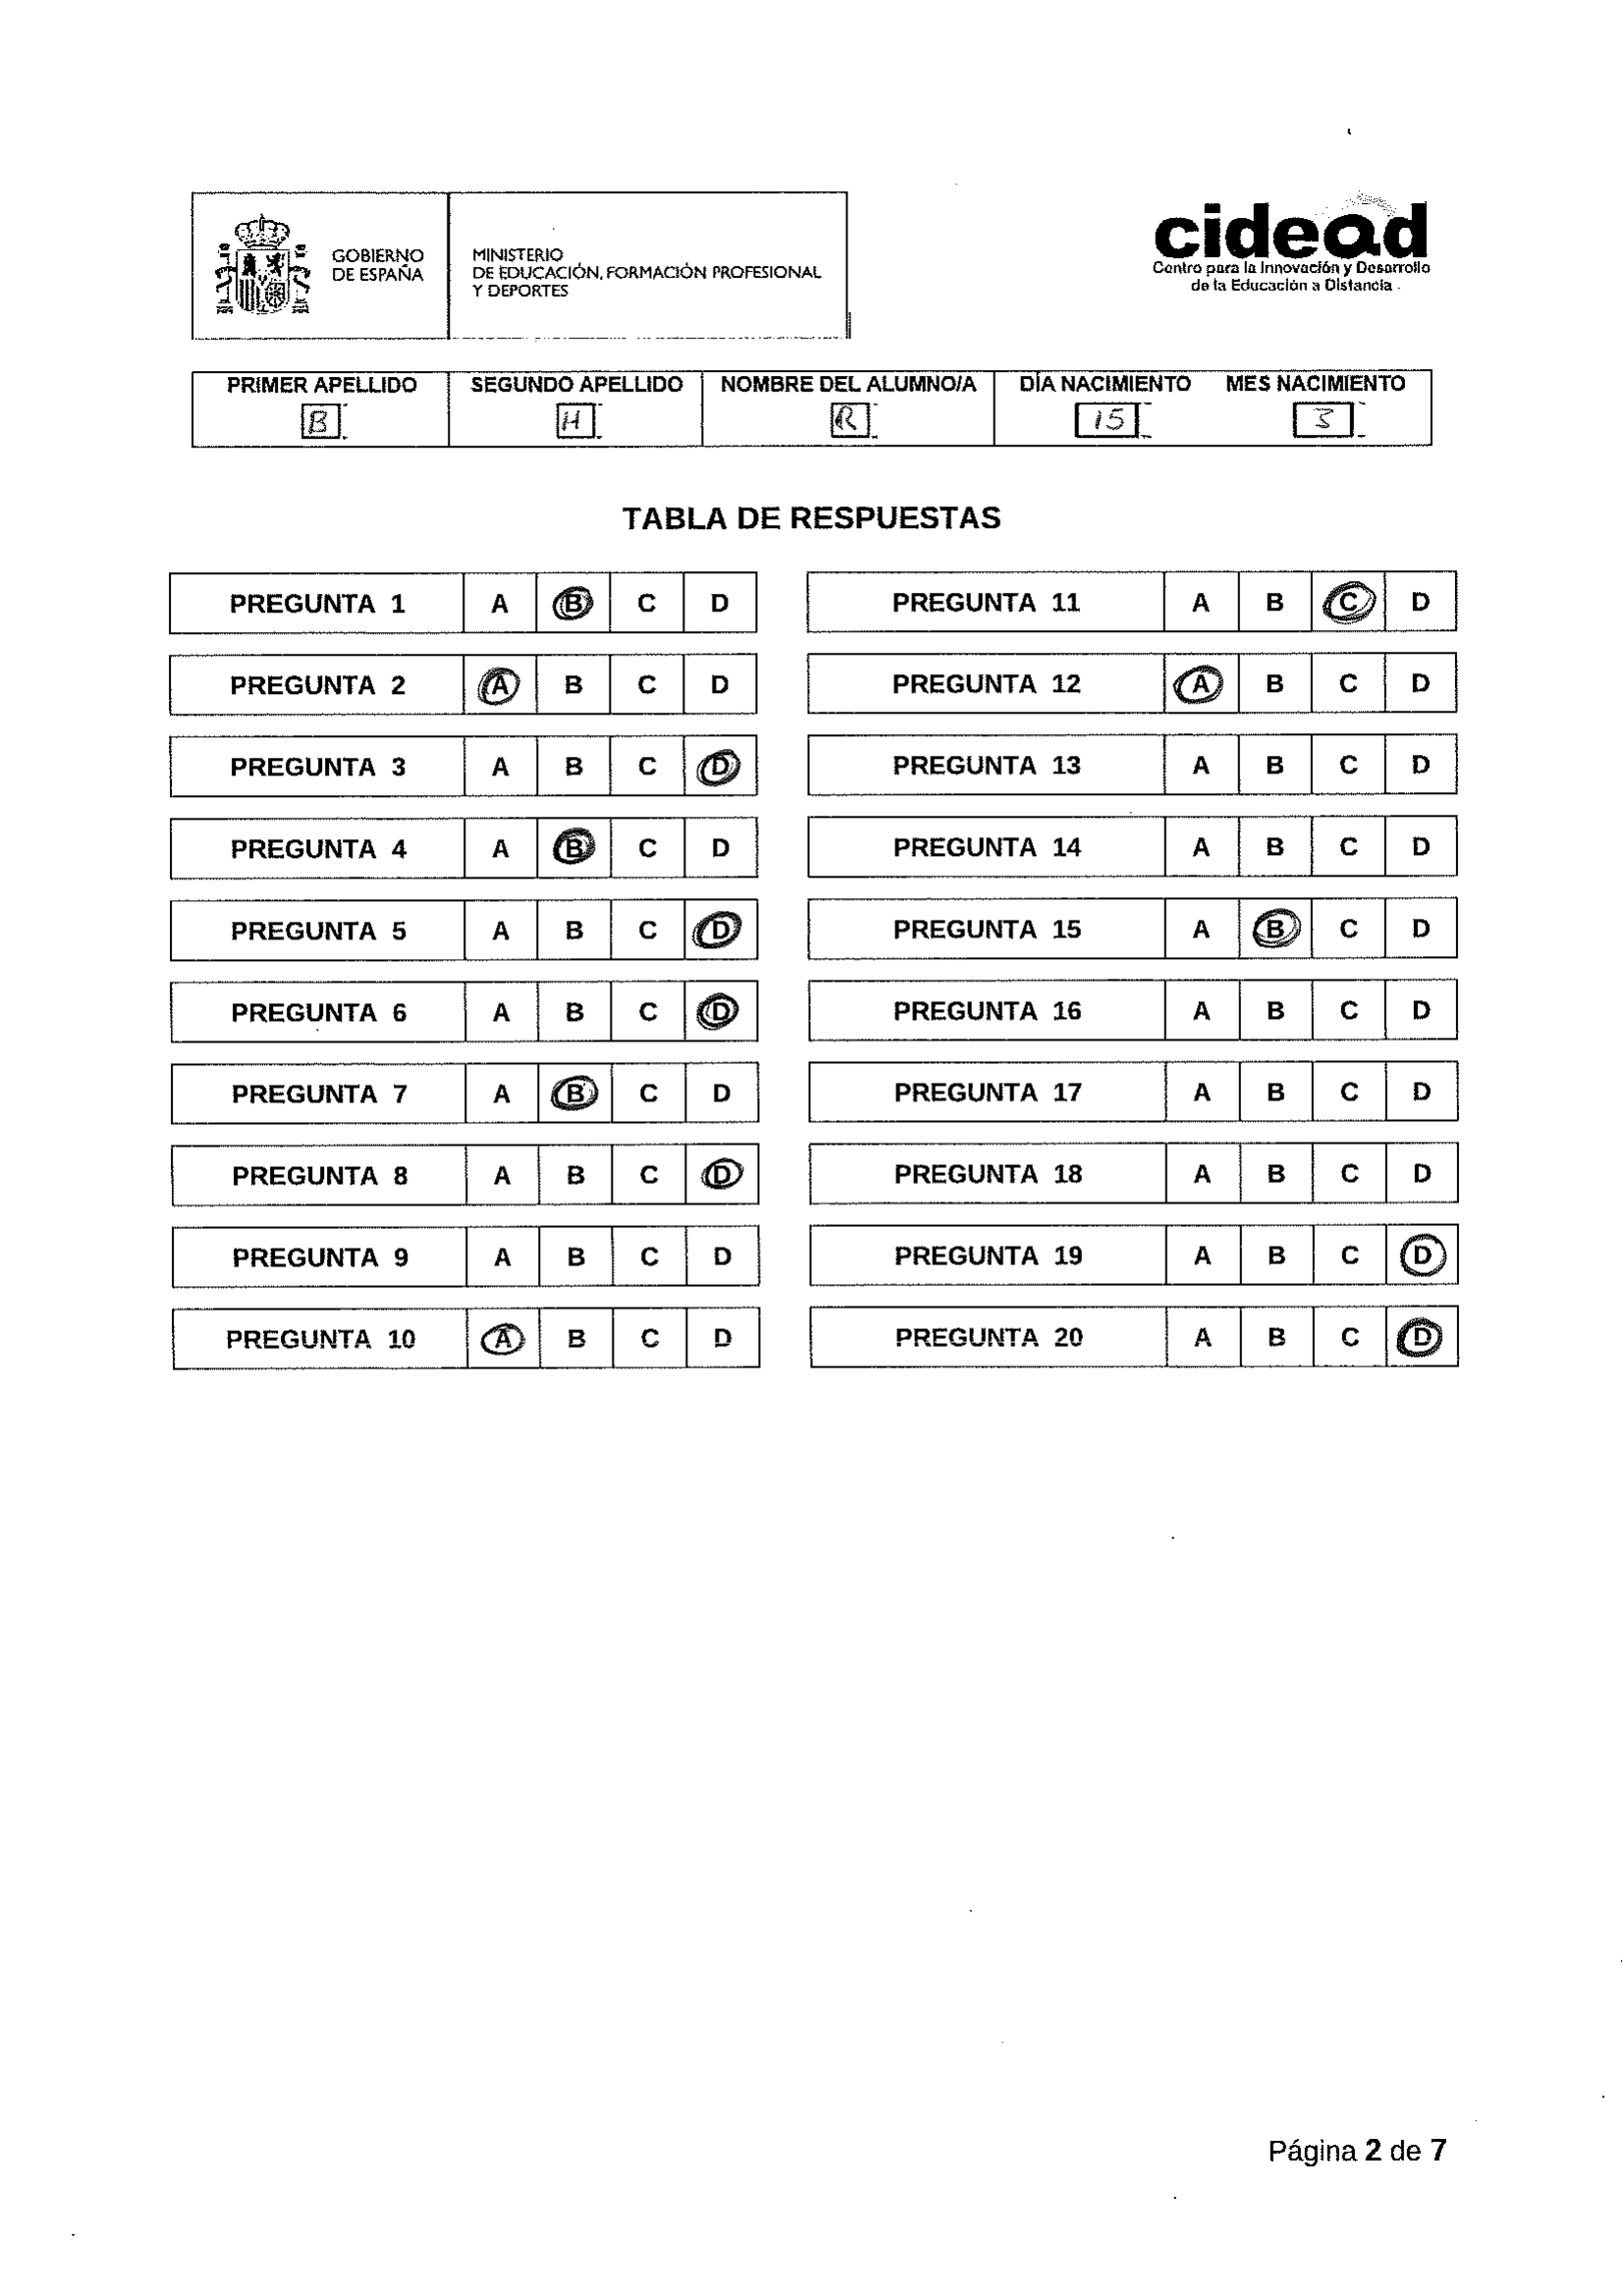 GOBIERNO
DE ESPAÑA
MINISTERIO
DE EDUCACIÓN, FORMACIÓN PROFESIONAL
Y DEPORTES
cidead
Centro para la Innovación y Desarrollo
de la Educación a Distancia
PRIMER APELLIDO SEGUNDO APELLIDO NOMBRE DEL ALUMNO/A DÍA NACIMIENTO MES NACIMIENTO
B H R 15 3
TABLA DE RESPUESTAS
PREGUNTA 1 A B C D
PREGUNTA 2 A B C D
PREGUNTA 3 A B C D
PREGUNTA 4 A B C D
PREGUNTA 5 A B C D
PREGUNTA 6 A B C D
PREGUNTA 7 A B C D
PREGUNTA 8 A B C D
PREGUNTA 9 A B C D
PREGUNTA 10 A B C D
PREGUNTA 11 A B C D
PREGUNTA 12 A B C D
PREGUNTA 13 A B C D
PREGUNTA 14 A B C D
PREGUNTA 15 A B C D
PREGUNTA 16 A B C D
PREGUNTA 17 A B C D
PREGUNTA 18 A B C D
PREGUNTA 19 A B C D
PREGUNTA 20 A B C D
Página 2 de 7